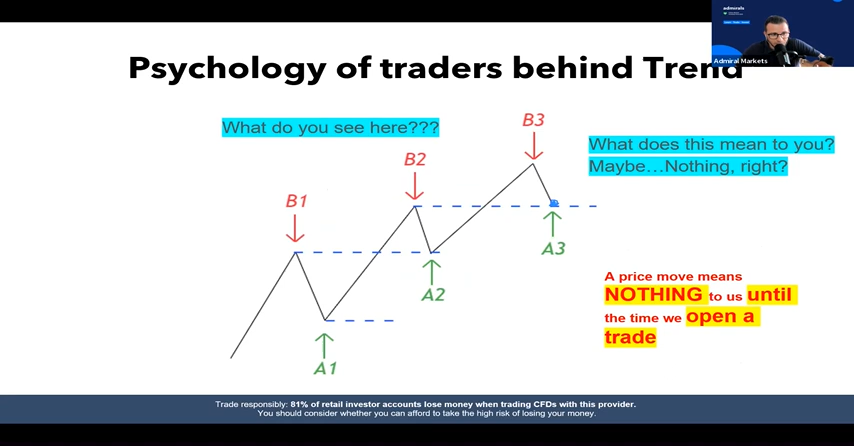 admirals
Admiral Markets
Psychology of traders behind Trend
What do you see here???
B3
What does this mean to you?
Maybe...Nothing, right?
B2
B1
A3
A2
A price move means
NOTHING to us until
the time we open a
trade
A1
Trade responsibly: 81% of retail investor accounts lose money when trading CFDs with this provider.
You should consider whether you can afford to take the high risk of losing your money.